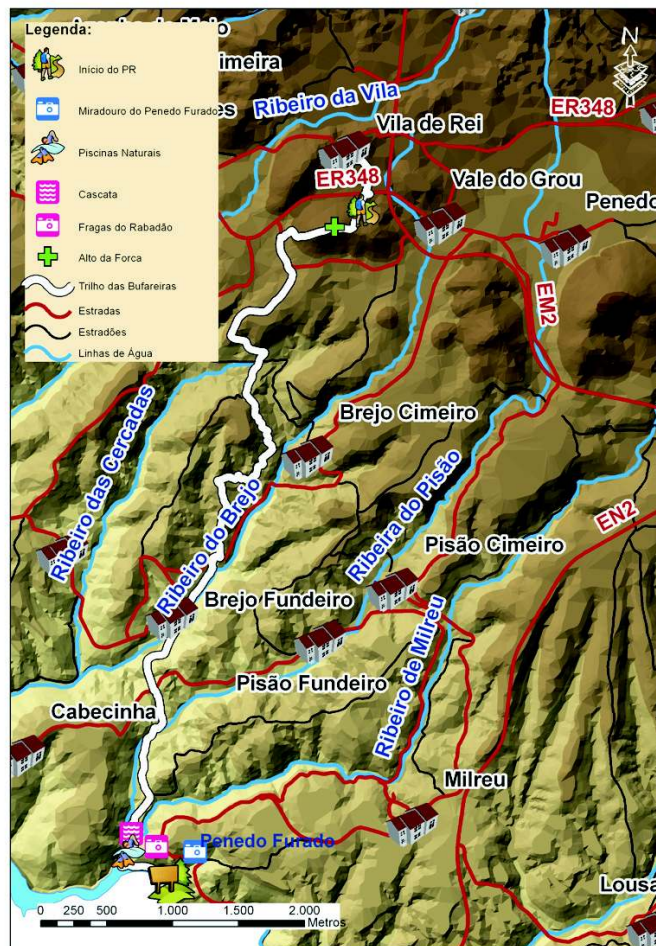 Legenda:
Início do PR
Miradouro do Penedo Furado
Piscinas Naturais
Cascata
Fragas do Rabadão
Alto da Forca
Trilho das Bufareiras
Estradas
Estradões
Linhas de Água
N
Ribeiro da Vila
Vila de Rei
ER348
ER348
Vale do Grou
Penedo
EM2
Brejo Cimeiro
Ribeiro das Cercadas
Ribeiro do Brejo
Ribeira do Pisão
EN2
Pisão Cimeiro
Brejo Fundeiro
Pisão Fundeiro
Ribeiro de Milreu
Cabecinha
Milreu
Penedo Furado
Lousa
0 250 500 1.000 1.500 2.000
Metros